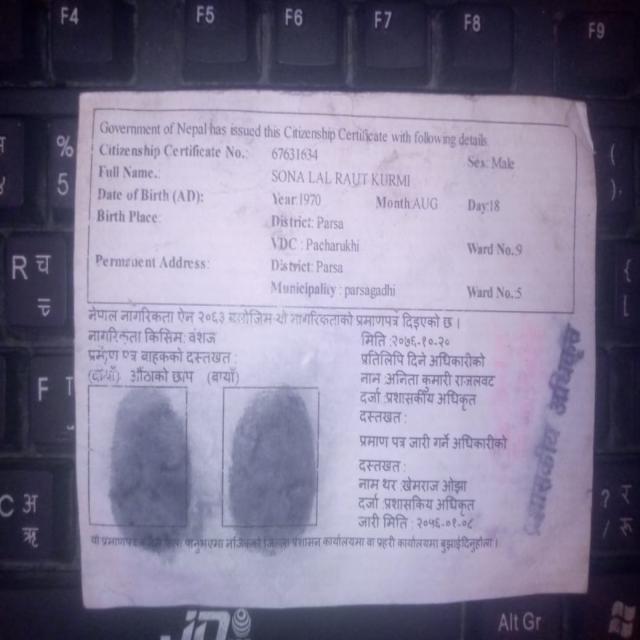 F4 F5 F6 F7 F8 F9
Government of Nepal has issued this Citizenship Certificate with following details
Citizenship Certificate No.: 67631634 Sex: Male
Full Name.: SONA LAL RAUT KURMI
Date of Birth (AD): Year:1970 Month:AUG Day:18
Birth Place: District: Parsa
VDC : Pacharukhi Ward No.:9
Permenent Address: District: Parsa
Municipality : parsagadhi Ward No.:5
नेपाल नागरिकता ऐन २०६३ बमोजिम यो नागरिकताको प्रमाणपत्र दिइएको छ ।
नागरिकता किसिम: वंशज मिति :२०७६-१०-२०
प्रमाण पत्र वाहकको दस्तखत : प्रतिलिपि दिने अधिकारीको
(दायाँ) औंठाको छाप (बायाँ) नाम अनिता कुमारी राजलवट
दर्जा :प्रशासकीय अधिकृत
दस्तखत :
प्रमाण पत्र जारी गर्ने अधिकारीको
दस्तखत :
नाम थर :खेमराज ओझा
दर्जा :प्रशासकिय अधिकृत
जारी मिति : २०५६-०१-०८
यो प्रमाणपत्र नजिकको जिल्ला प्रशासन कार्यालयमा वा प्रहरी कार्यालयमा बुझाईदिनुहोला।
प्रशासकीय अधिकृत
%
5
R च
F
C अ
ऋ
Alt Gr